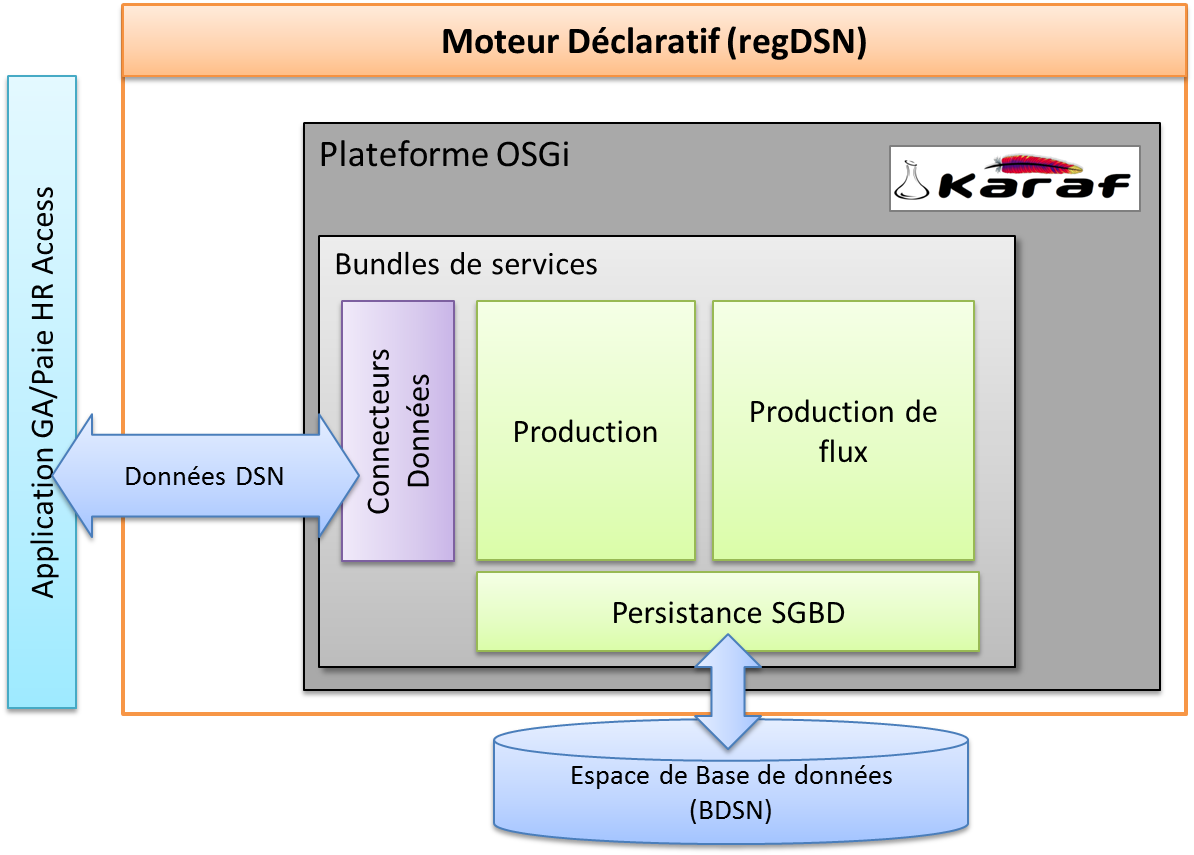 Moteur Déclaratif (regDSN)
Plateforme OSGi
Karaf
Bundles de services
Application GA/Paie HR Access
Données DSN
Connecteurs
Données
Production
Production de
flux
Persistance SGBD
Espace de Base de données
(BDSN)